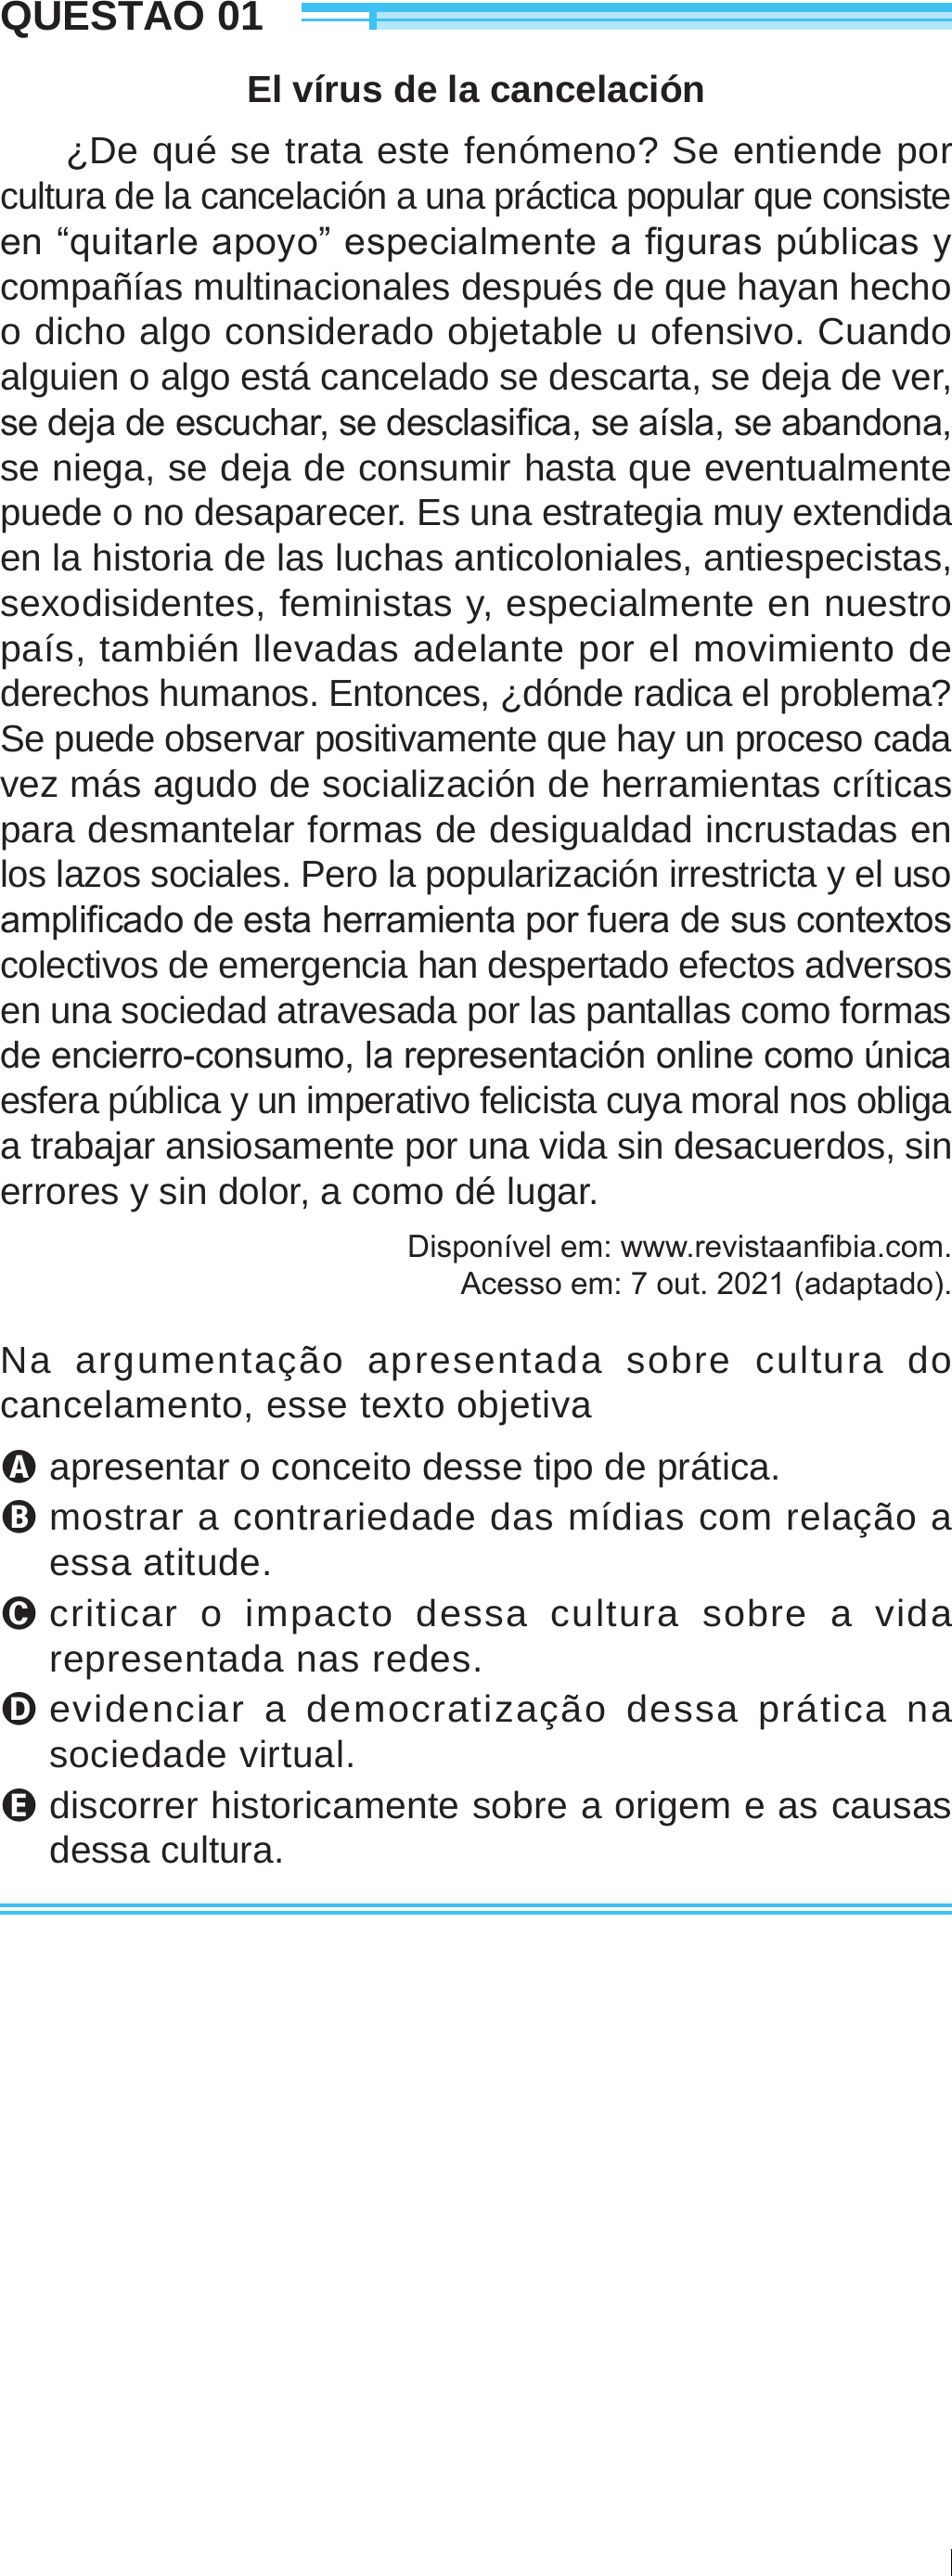 QUESTÃO 01
El vírus de la cancelación
¿De qué se trata este fenómeno? Se entiende por
cultura de la cancelación a una práctica popular que consiste
en “quitarle apoyo” especialmente a figuras públicas y
compañías multinacionales después de que hayan hecho
o dicho algo considerado objetable u ofensivo. Cuando
alguien o algo está cancelado se descarta, se deja de ver,
se deja de escuchar, se desclasifica, se aísla, se abandona,
se niega, se deja de consumir hasta que eventualmente
puede o no desaparecer. Es una estrategia muy extendida
en la historia de las luchas anticoloniales, antiespecistas,
sexodisidentes, feministas y, especialmente en nuestro
país, también llevadas adelante por el movimiento de
derechos humanos. Entonces, ¿dónde radica el problema?
Se puede observar positivamente que hay un proceso cada
vez más agudo de socialización de herramientas críticas
para desmantelar formas de desigualdad incrustadas en
los lazos sociales. Pero la popularización irrestricta y el uso
amplificado de esta herramienta por fuera de sus contextos
colectivos de emergencia han despertado efectos adversos
en una sociedad atravesada por las pantallas como formas
de encierro-consumo, la representación online como única
esfera pública y un imperativo felicista cuya moral nos obliga
a trabajar ansiosamente por una vida sin desacuerdos, sin
errores y sin dolor, a como dé lugar.
Disponível em: www.revistaanfibia.com.
Acesso em: 7 out. 2021 (adaptado).
Na argumentação apresentada sobre cultura do
cancelamento, esse texto objetiva
A apresentar o conceito desse tipo de prática.
B mostrar a contrariedade das mídias com relação a
essa atitude.
C criticar o impacto dessa cultura sobre a vida
representada nas redes.
D evidenciar a democratização dessa prática na
sociedade virtual.
E discorrer historicamente sobre a origem e as causas
dessa cultura.